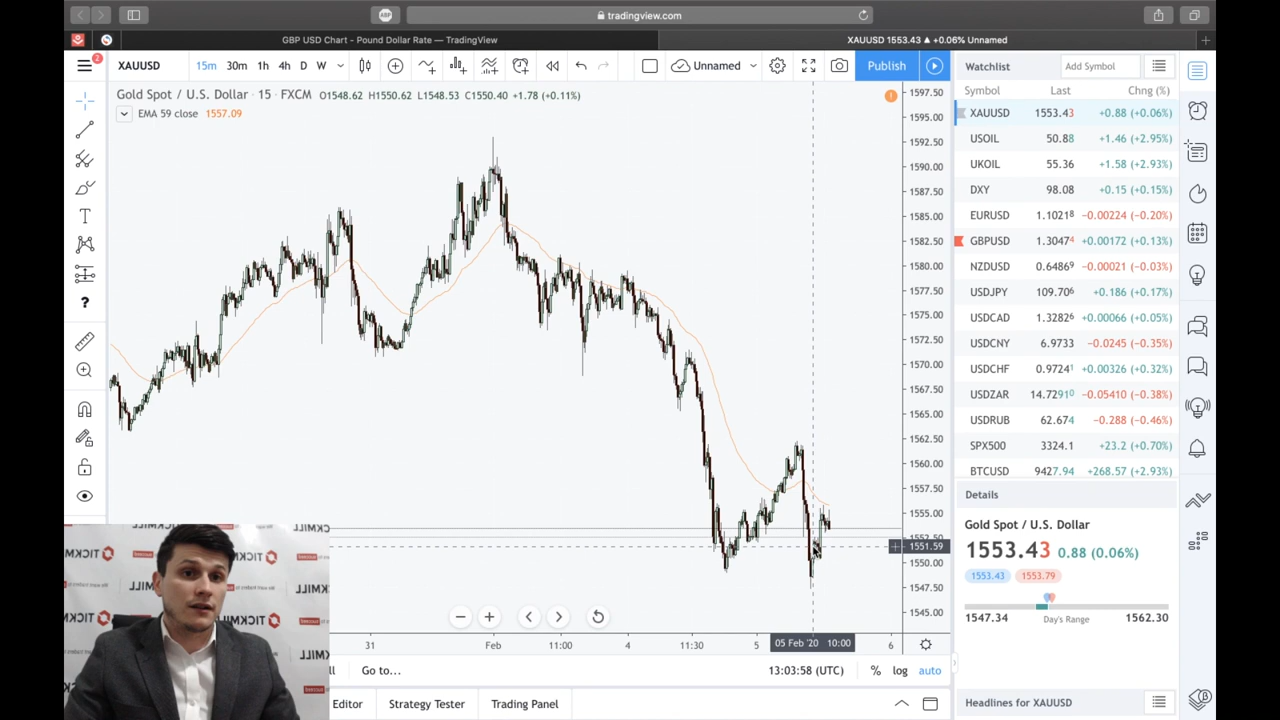 ABP
tradingview.com
GBP USD Chart - Pound Dollar Rate — TradingView
XAUUSD 1553.43 ▲ +0.06% Unnamed
2
XAUUSD
15m
30m
1h
4h
D
W
Unnamed
Publish
Watchlist
Add Symbol
Gold Spot / U.S. Dollar · 15 · FXCM O1548.62 H1550.62 L1548.53 C1550.40 +1.78 (+0.11%)
EMA 59 close 1557.09
Symbol Last Chng (%)
XAUUSD 1553.43 +0.88 (+0.06%)
USOIL 50.88 +1.46 (+2.95%)
UKOIL 55.36 +1.58 (+2.93%)
DXY 98.08 +0.15 (+0.15%)
EURUSD 1.10218 -0.00224 (-0.20%)
GBPUSD 1.30474 +0.00172 (+0.13%)
NZDUSD 0.64869 -0.00021 (-0.03%)
USDJPY 109.706 +0.186 (+0.17%)
USDCAD 1.32826 +0.00066 (+0.05%)
USDCNY 6.9733 -0.0245 (-0.35%)
USDCHF 0.97241 +0.00326 (+0.32%)
USDZAR 14.72910 -0.05410 (-0.38%)
USDRUB 62.674 -0.288 (-0.46%)
SPX500 3324.1 +23.2 (+0.70%)
BTCUSD 9427.94 +268.57 (+2.93%)
1597.50
1595.00
1592.50
1590.00
1587.50
1585.00
1582.50
1580.00
1577.50
1575.00
1572.50
1570.00
1567.50
1565.00
1562.50
1560.00
1557.50
1555.00
1552.50
1551.59
1550.00
1547.50
1545.00
Details
Gold Spot / U.S. Dollar
1553.43 0.88 (0.06%)
1553.43 1553.79
1547.34 Day's Range 1562.30
31
Feb
11:00
4
11:30
5
05 Feb '20 10:00
6
Go to...
13:03:58 (UTC)
%
log
auto
Editor
Strategy Tester
Trading Panel
Headlines for XAUUSD
TICKMILL
TICKMILL
TICKMILL